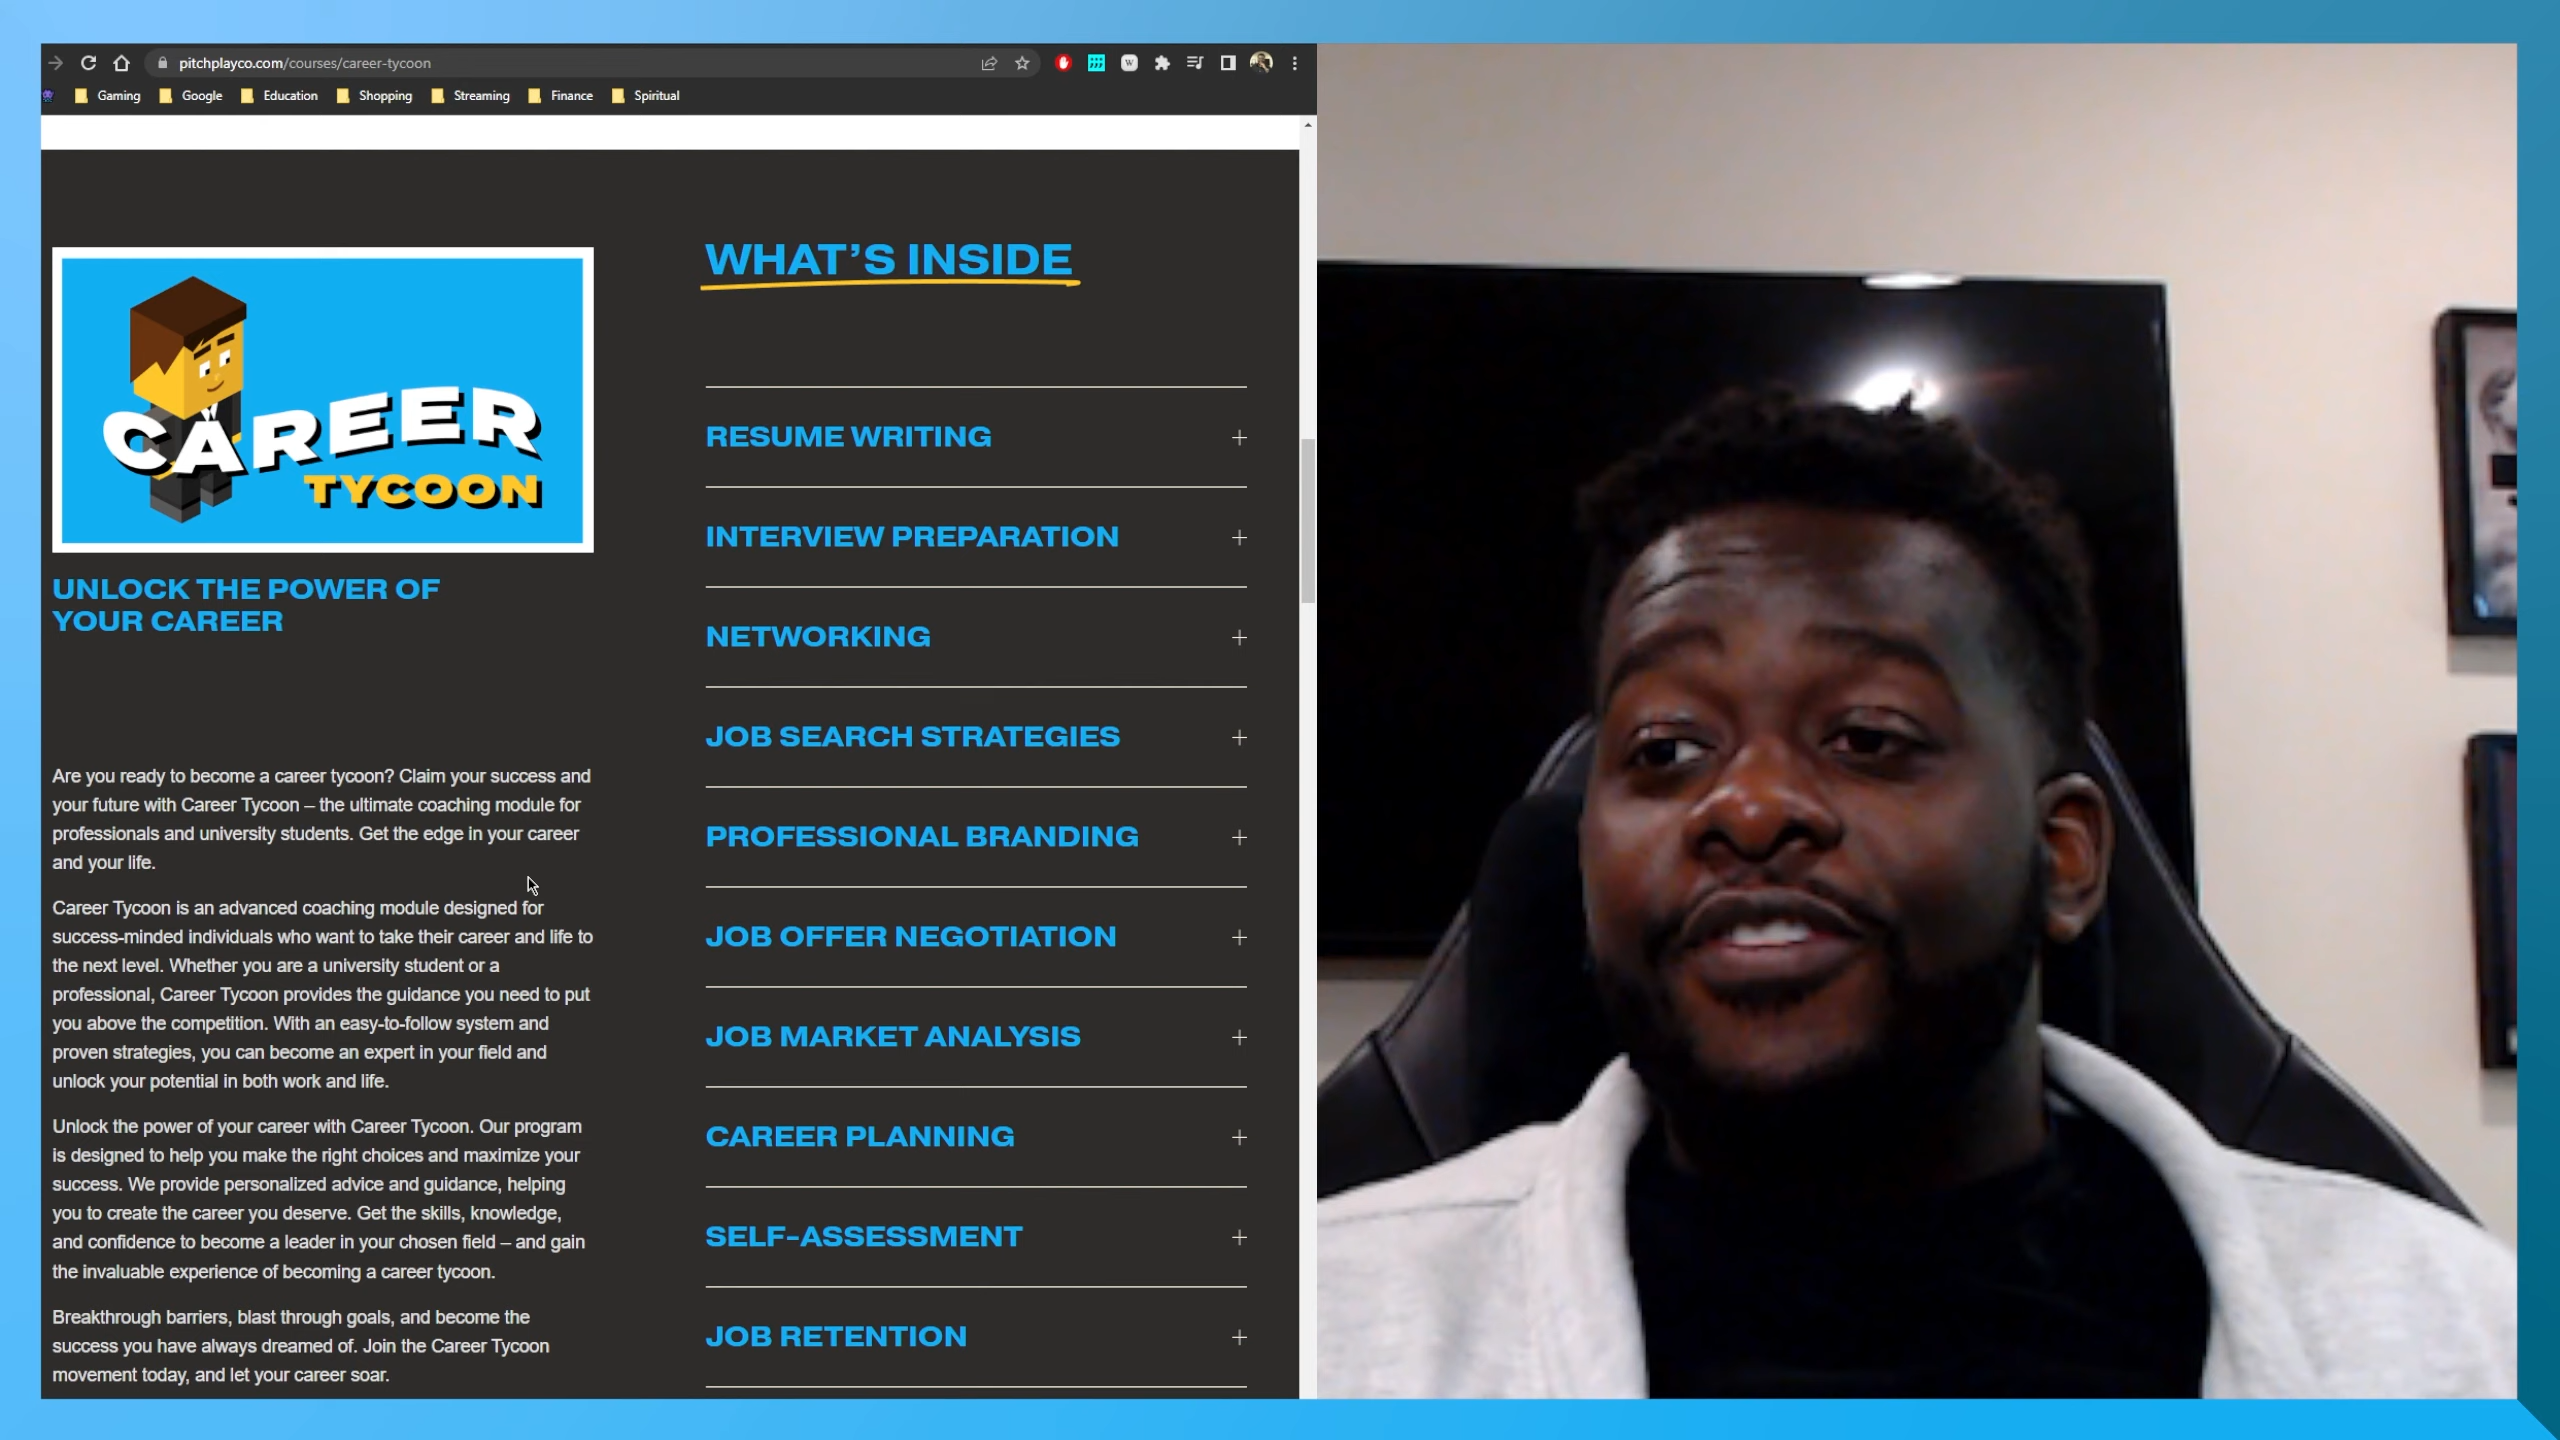 pitchplayco.com/courses/career-tycoon
Gaming Google Education Shopping Streaming Finance Spiritual
CAREER
TYCOON
UNLOCK THE POWER OF
YOUR CAREER
Are you ready to become a career tycoon? Claim your success and
your future with Career Tycoon – the ultimate coaching module for
professionals and university students. Get the edge in your career
and your life.
Career Tycoon is an advanced coaching module designed for
success-minded individuals who want to take their career and life to
the next level. Whether you are a university student or a
professional, Career Tycoon provides the guidance you need to put
you above the competition. With an easy-to-follow system and
proven strategies, you can become an expert in your field and
unlock your potential in both work and life.
Unlock the power of your career with Career Tycoon. Our program
is designed to help you make the right choices and maximize your
success. We provide personalized advice and guidance, helping
you to create the career you deserve. Get the skills, knowledge,
and confidence to become a leader in your chosen field – and gain
the invaluable experience of becoming a career tycoon.
Breakthrough barriers, blast through goals, and become the
success you have always dreamed of. Join the Career Tycoon
movement today, and let your career soar.
WHAT’S INSIDE
RESUME WRITING +
INTERVIEW PREPARATION +
NETWORKING +
JOB SEARCH STRATEGIES +
PROFESSIONAL BRANDING +
JOB OFFER NEGOTIATION +
JOB MARKET ANALYSIS +
CAREER PLANNING +
SELF-ASSESSMENT +
JOB RETENTION +